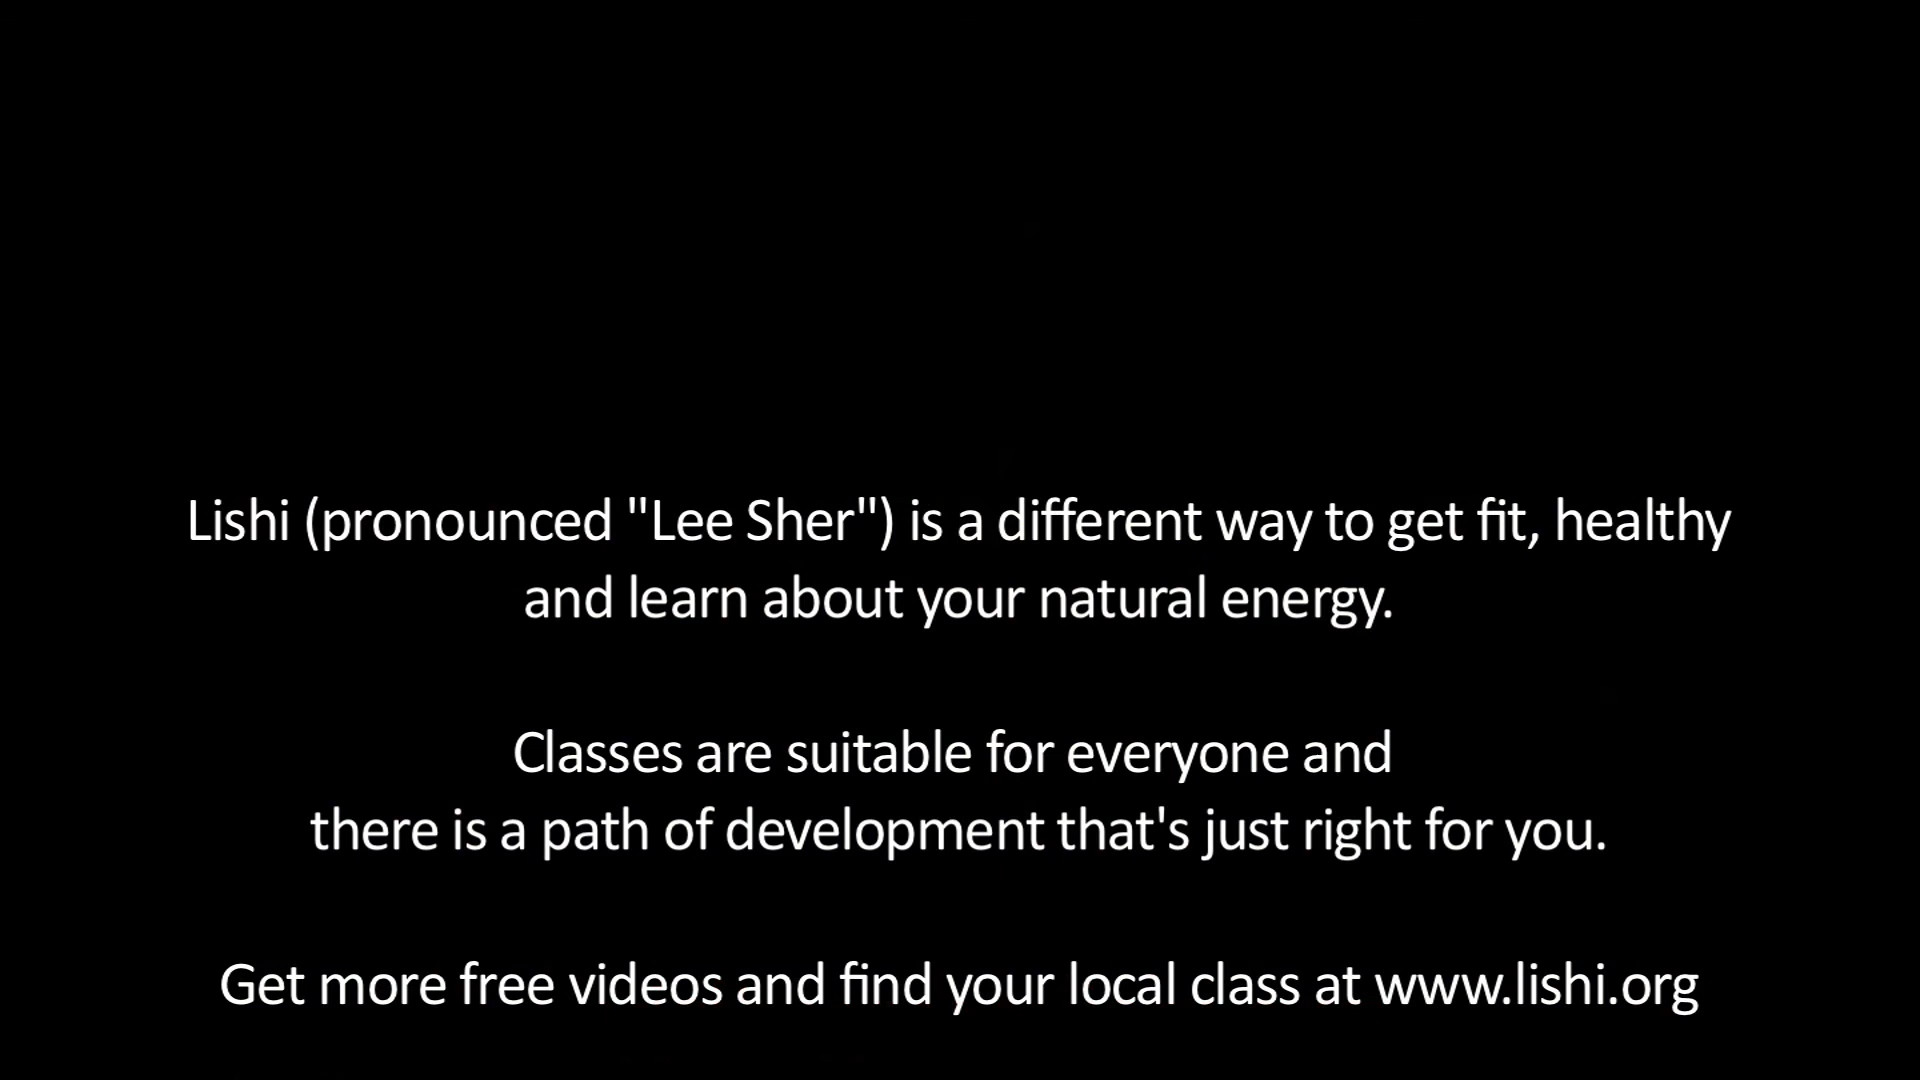 Lishi (pronounced "Lee Sher") is a different way to get fit, healthy
and learn about your natural energy.
Classes are suitable for everyone and
there is a path of development that's just right for you.
Get more free videos and find your local class at www.lishi.org